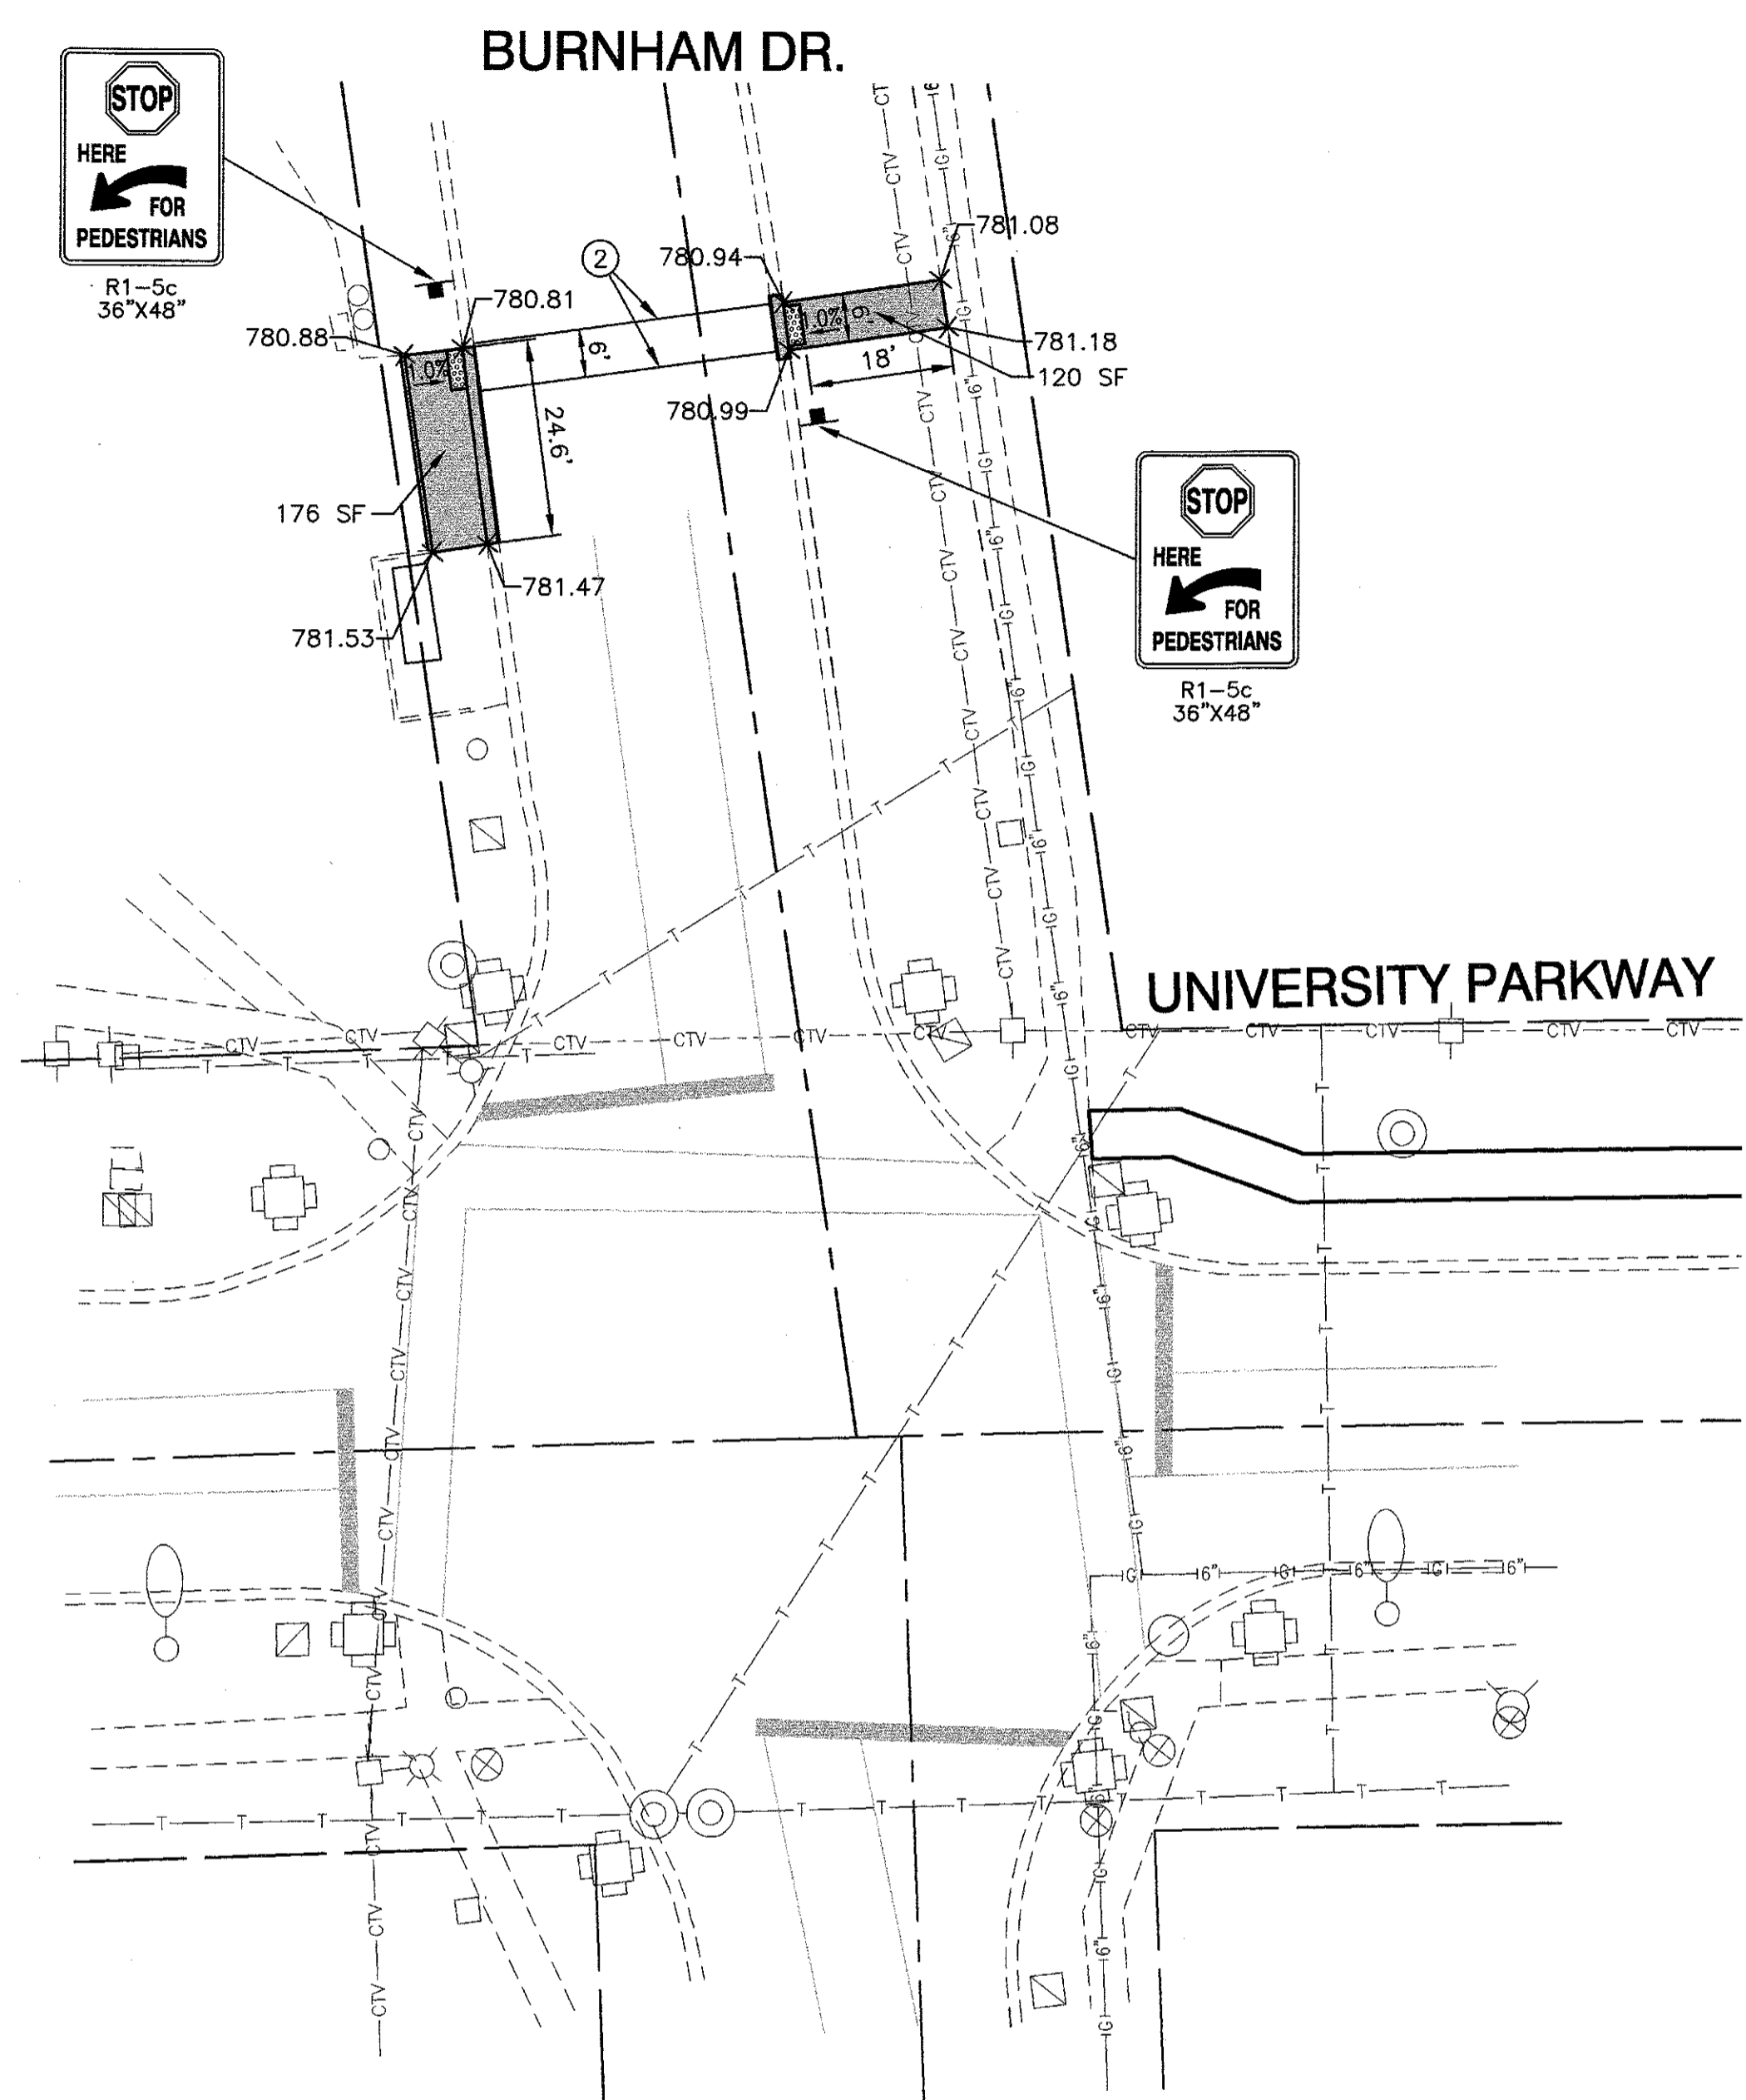 BURNHAM DR.
STOP
HERE
FOR
PEDESTRIANS
R1-5c
36"X48"
2
780.94
781.08
780.81
780.88
1.0%
6'
1.0%
6'
18'
781.18
120 SF
780.99
24.6'
176 SF
781.47
781.53
STOP
HERE
FOR
PEDESTRIANS
R1-5c
36"X48"
UNIVERSITY PARKWAY
CTV
CTV
CTV
CTV
CTV
CTV
CTV
CTV
CTV
T
T
T
T
G
6"
G
6"